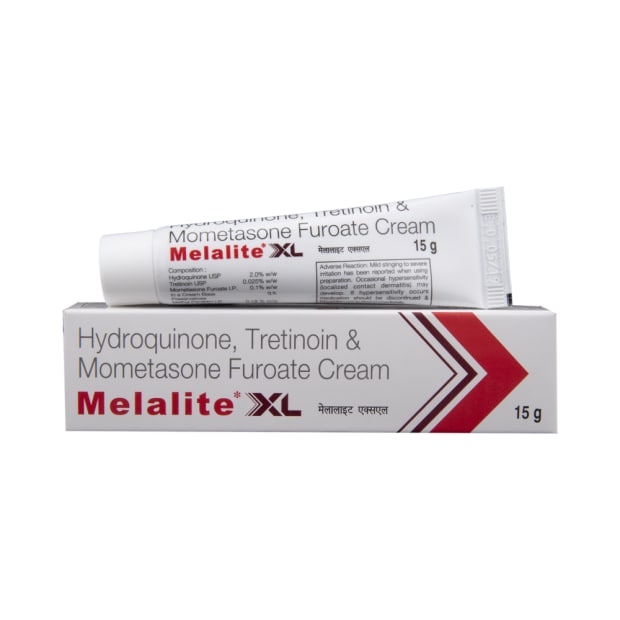 Hydroquinone, Tretinoin &
Mometasone Furoate Cream
Melalite* XL मेलालाइट एक्सएल 15 g
Composition :
Hydroquinone USP 2.0% w/w
Tretinoin USP 0.025% w/w
Mometasone Furoate I.P. 0.1% w/w
In a Cream Base q.s.
Adverse Reaction: Mild stinging to severe
irritation has been reported when using
preparation. Occasional hypersensitivity
(localized contact dermatitis) may
develop. If hypersensitivity occurs
medication should be discontinued &
Hydroquinone, Tretinoin &
Mometasone Furoate Cream
Melalite* XL मेलालाइट एक्सएल 15 g